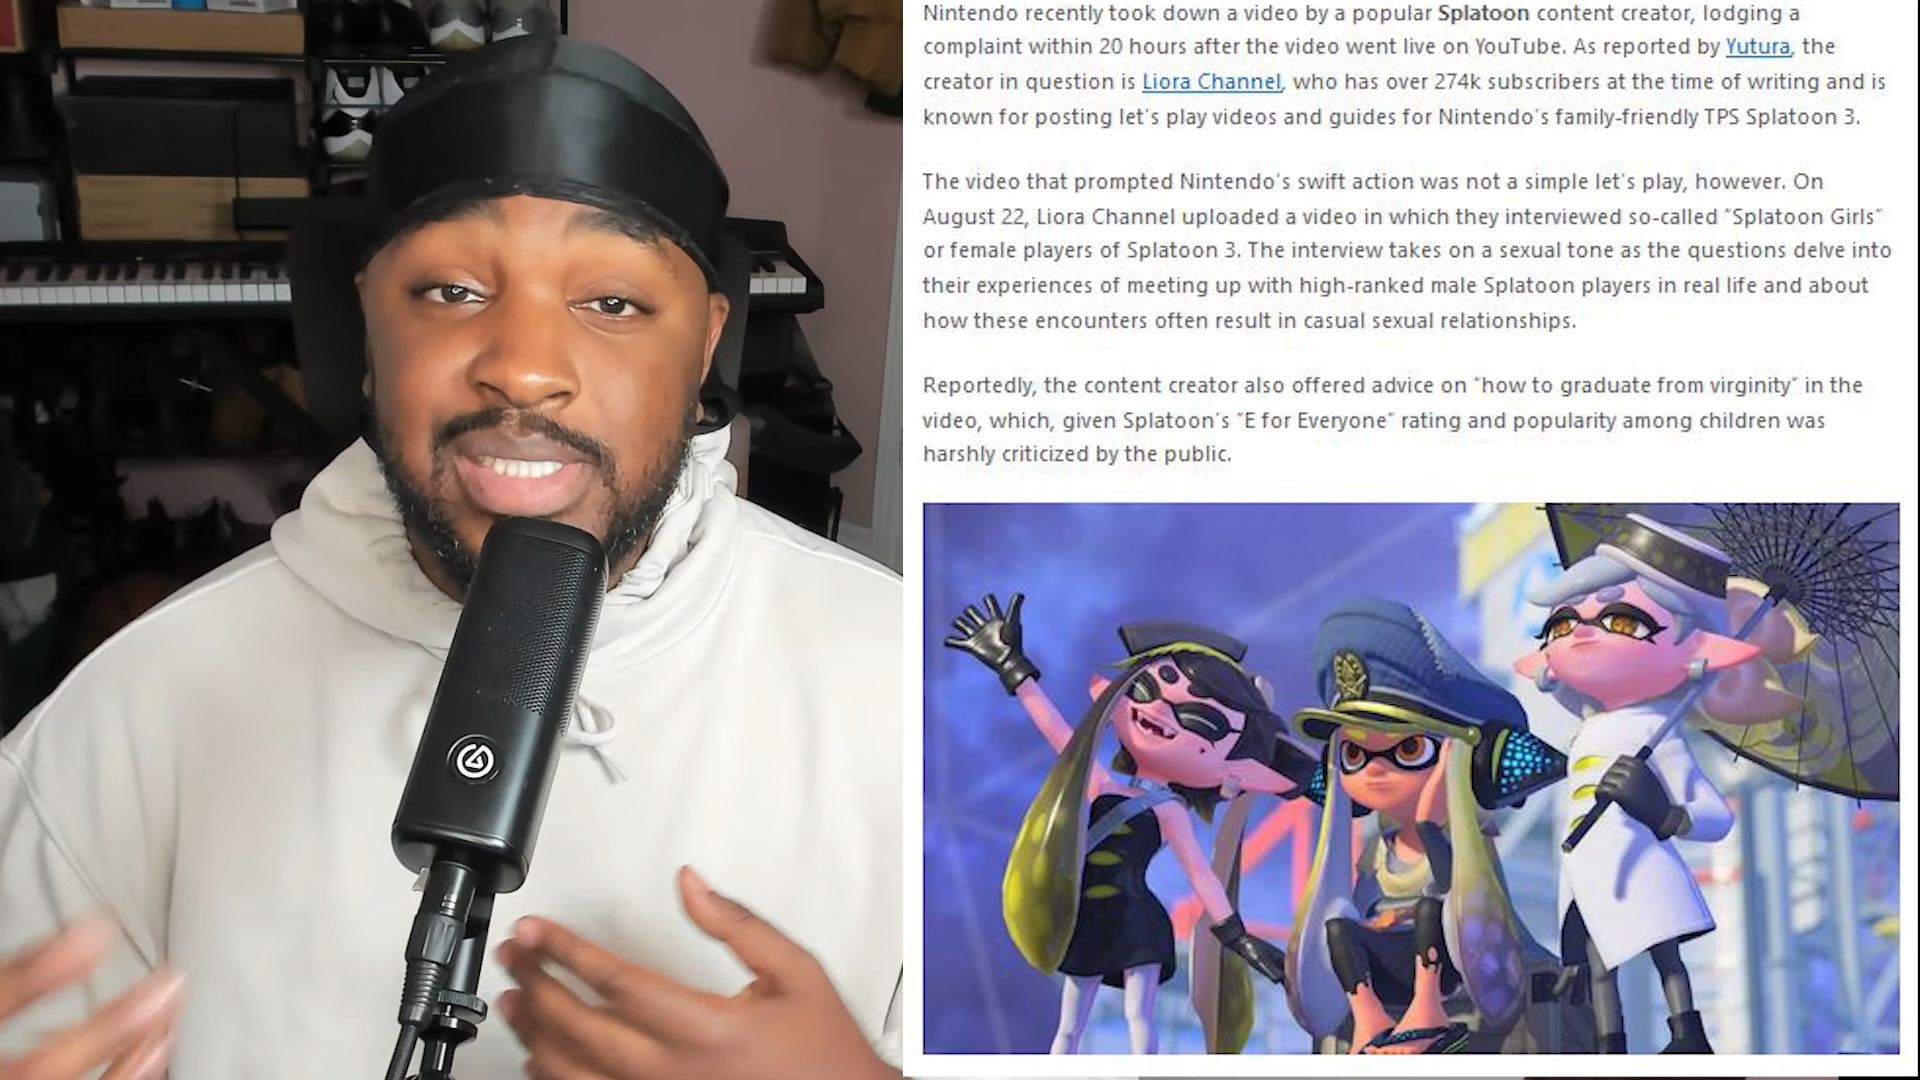 Nintendo recently took down a video by a popular Splatoon content creator, lodging a
complaint within 20 hours after the video went live on YouTube. As reported by Yutura, the
creator in question is Liora Channel, who has over 274k subscribers at the time of writing and is
known for posting let's play videos and guides for Nintendo's family-friendly TPS Splatoon 3.
The video that prompted Nintendo's swift action was not a simple let's play, however. On
August 22, Liora Channel uploaded a video in which they interviewed so-called "Splatoon Girls"
or female players of Splatoon 3. The interview takes on a sexual tone as the questions delve into
their experiences of meeting up with high-ranked male Splatoon players in real life and about
how these encounters often result in casual sexual relationships.
Reportedly, the content creator also offered advice on "how to graduate from virginity" in the
video, which, given Splatoon's "E for Everyone" rating and popularity among children was
harshly criticized by the public.